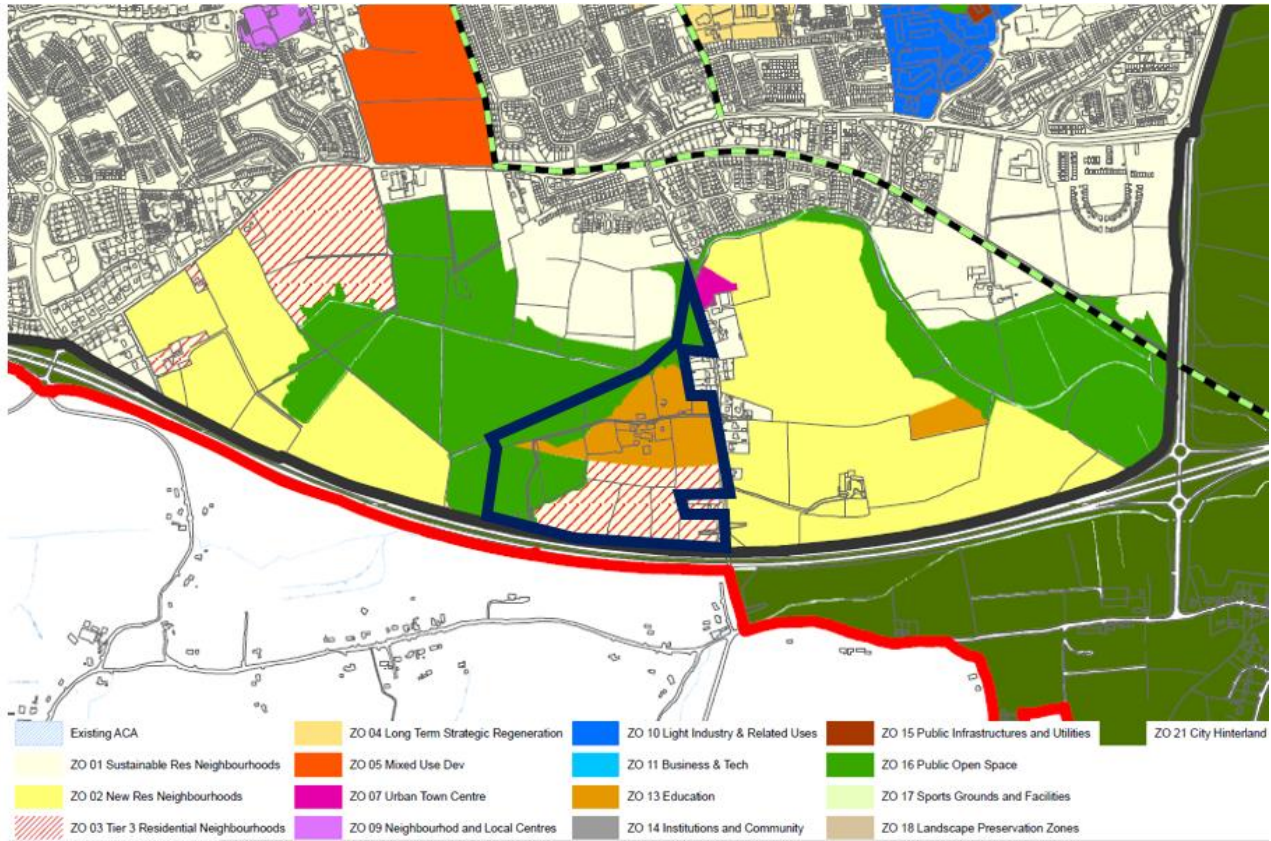 Existing ACA
ZO 01 Sustainable Res Neighbourhoods
ZO 02 New Res Neighbourhoods
ZO 03 Tier 3 Residential Neighbourhoods
ZO 04 Long Term Strategic Regeneration
ZO 05 Mixed Use Dev
ZO 07 Urban Town Centre
ZO 09 Neighbourhod and Local Centres
ZO 10 Light Industry & Related Uses
ZO 11 Business & Tech
ZO 13 Education
ZO 14 Institutions and Community
ZO 15 Public Infrastructures and Utilities
ZO 16 Public Open Space
ZO 17 Sports Grounds and Facilities
ZO 18 Landscape Preservation Zones
ZO 21 City Hinterland